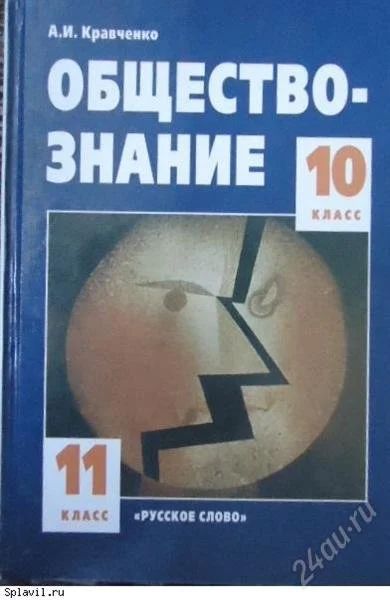 А.И. Кравченко
ОБЩЕСТВО-
ЗНАНИЕ
10
КЛАСС
11
КЛАСС
«РУССКОЕ СЛОВО»
24au.ru
Splavil.ru